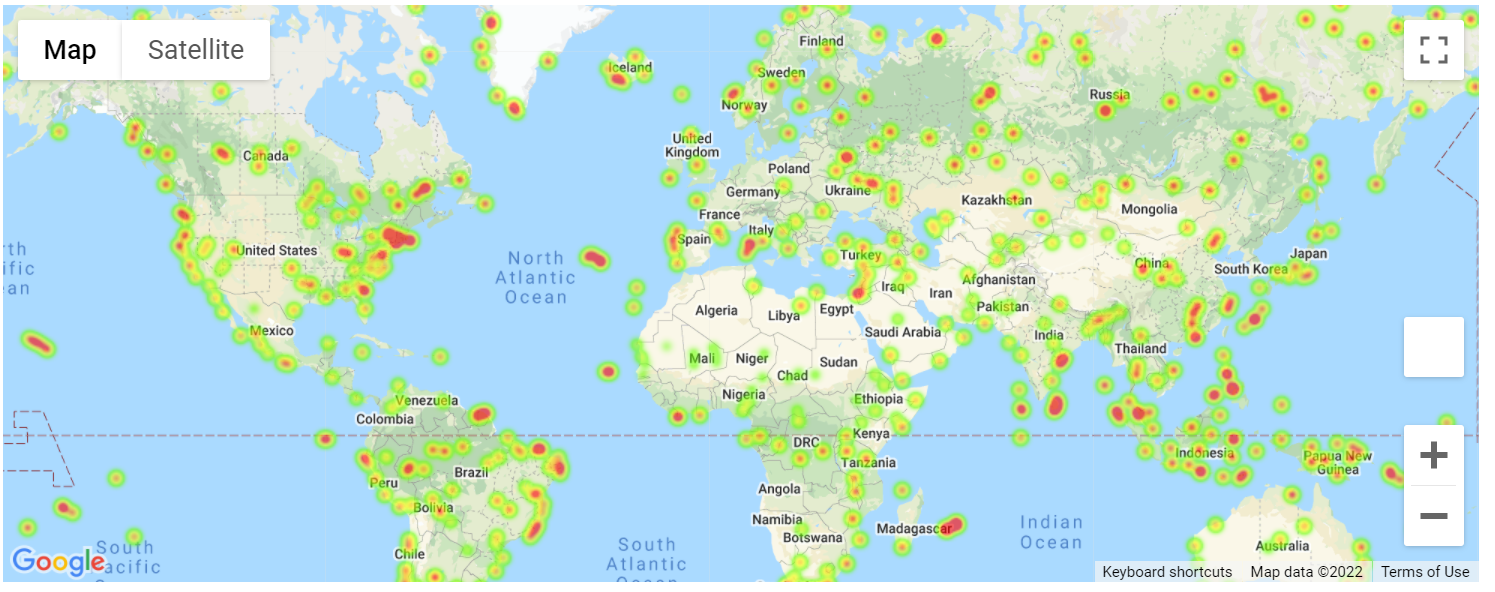 Map
Satellite
Finland
Iceland
Sweden
Norway
Russia
United
Kingdom
Canada
Poland
Germany
Ukraine
Kazakhstan
Mongolia
France
Italy
Spain
United States
North
Atlantic
Ocean
Turkey
Japan
China
South Korea
Afghanistan
Iraq
Iran
Pakistan
Algeria
Libya
Egypt
Saudi Arabia
India
Mexico
Thailand
Mali
Niger
Sudan
Chad
Nigeria
Ethiopia
Venezuela
Colombia
DRC
Kenya
Tanzania
Indonesia
Papua New
Guinea
Brazil
Peru
Angola
Bolivia
Namibia
Botswana
Madagascar
Indian
Ocean
Chile
South
Atlantic
Ocean
South
acific
Australia
Google
Keyboard shortcuts
Map data ©2022
Terms of Use